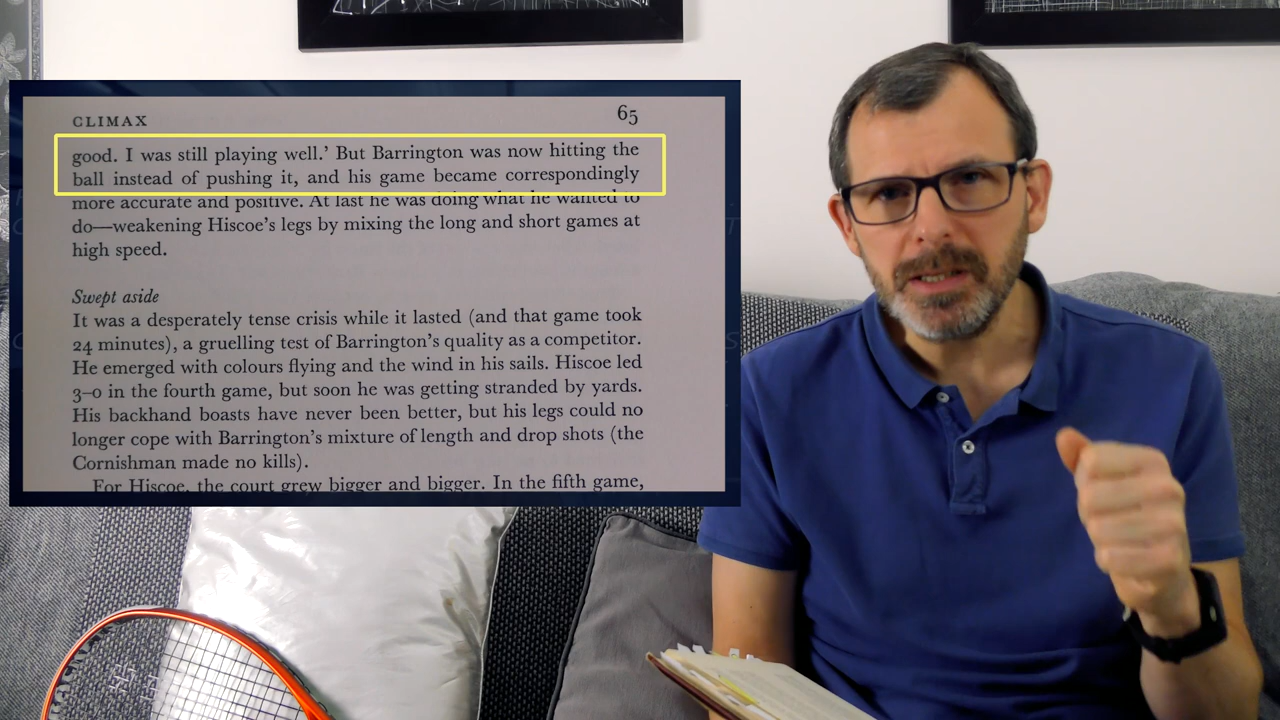 CLIMAX 65
good. I was still playing well.’ But Barrington was now hitting the
ball instead of pushing it, and his game became correspondingly
more accurate and positive. At last he was doing what he wanted to
do—weakening Hiscoe’s legs by mixing the long and short games at
high speed.
Swept aside
It was a desperately tense crisis while it lasted (and that game took
24 minutes), a gruelling test of Barrington’s quality as a competitor.
He emerged with colours flying and the wind in his sails. Hiscoe led
3–0 in the fourth game, but soon he was getting stranded by yards.
His backhand boasts have never been better, but his legs could no
longer cope with Barrington’s mixture of length and drop shots (the
Cornishman made no kills).
For Hiscoe, the court grew bigger and bigger. In the fifth game,